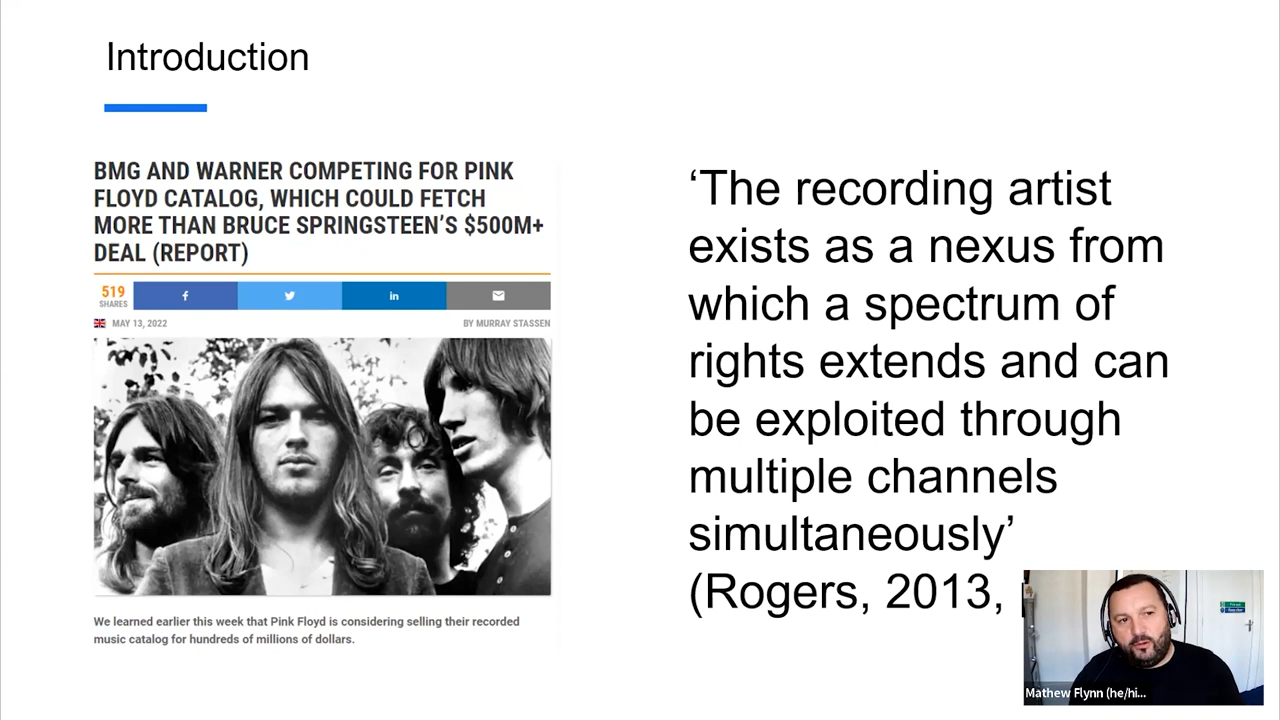 Introduction
BMG AND WARNER COMPETING FOR PINK
FLOYD CATALOG, WHICH COULD FETCH
MORE THAN BRUCE SPRINGSTEEN'S $500M+
DEAL (REPORT)
519
SHARES
f
in
MAY 13, 2022
BY MURRAY STASSEN
We learned earlier this week that Pink Floyd is considering selling their recorded
music catalog for hundreds of millions of dollars.
‘The recording artist
exists as a nexus from
which a spectrum of
rights extends and can
be exploited through
multiple channels
simultaneously’
(Rogers, 2013,
Mathew Flynn (he/hi...